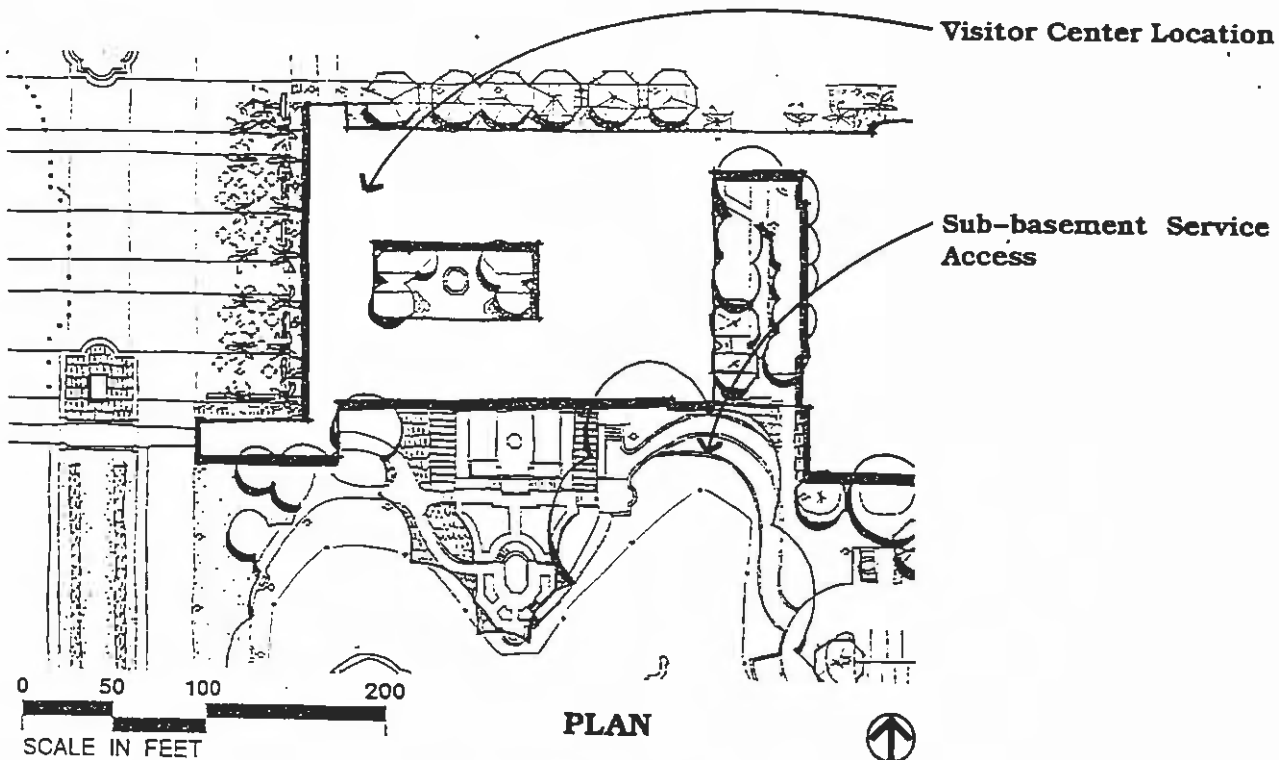 Visitor Center Location
Sub-basement Service
Access
0 50 100 200
SCALE IN FEET
PLAN